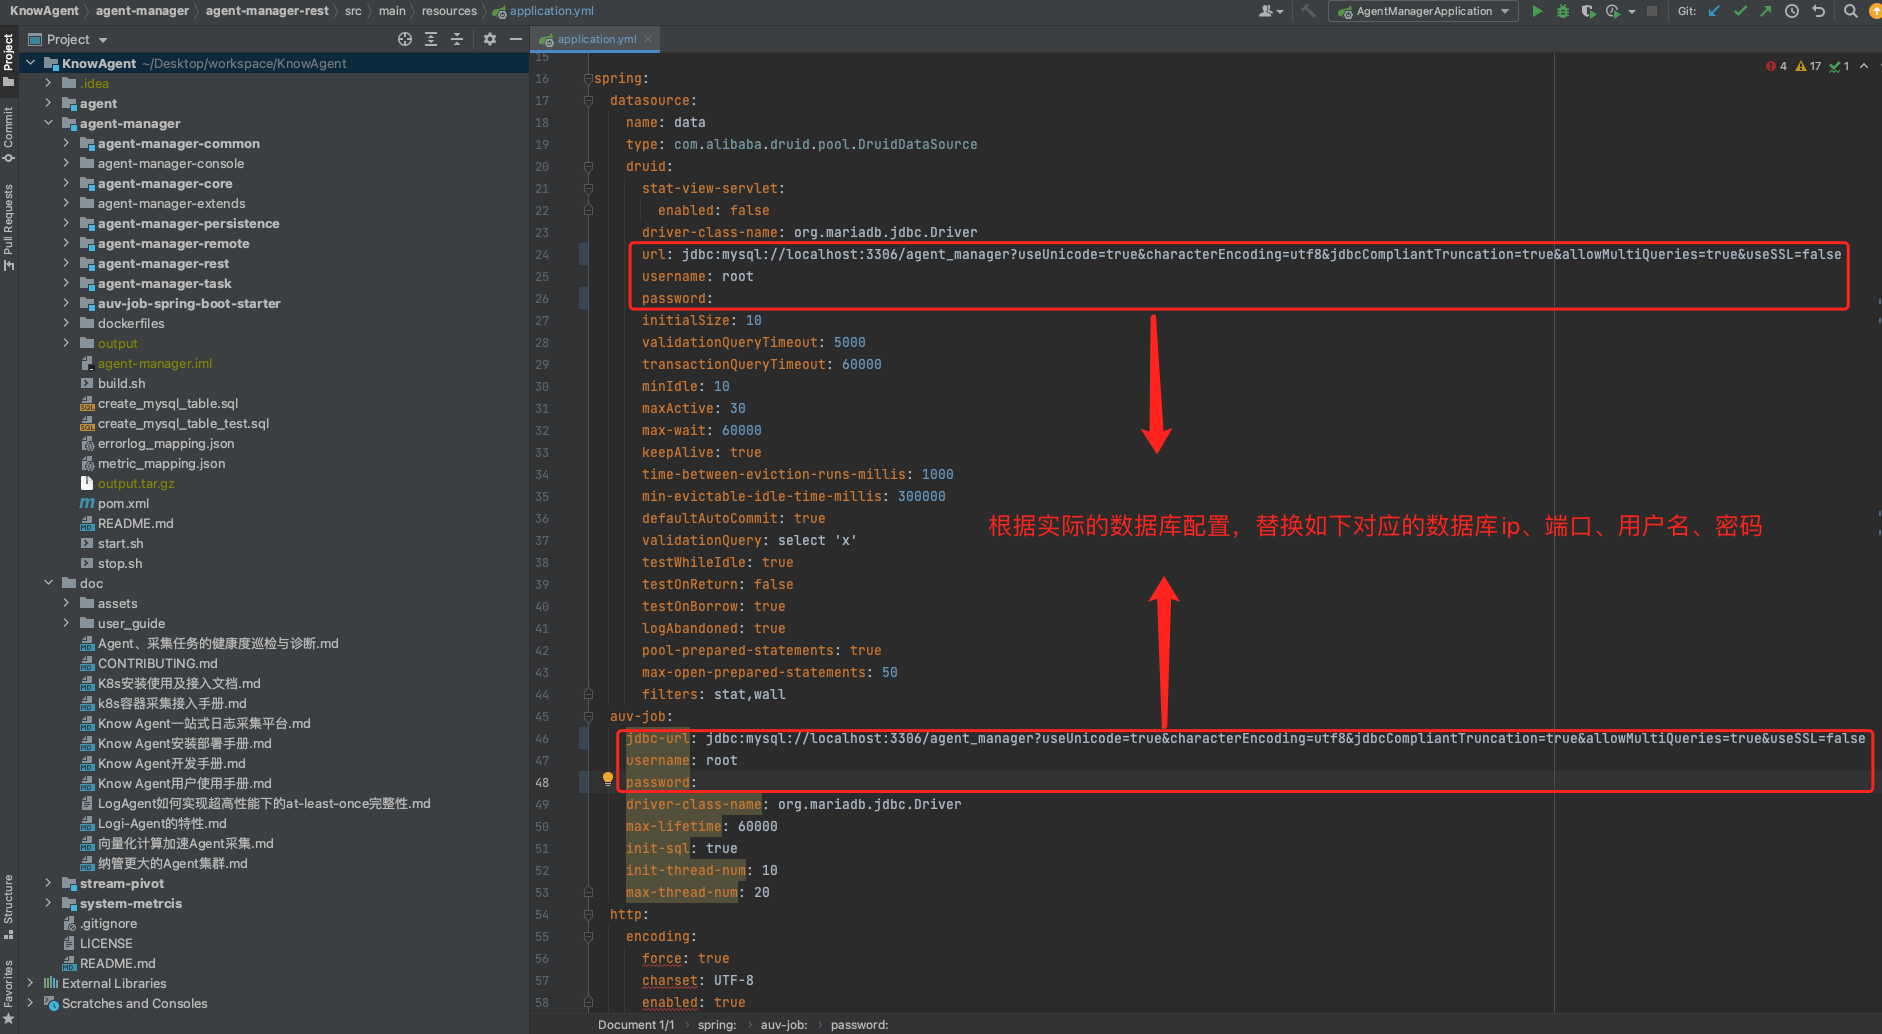 KnowAgent agent-manager agent-manager-rest src main resources application.yml
AgentManagerApplication
Git:
Project
application.yml
Project
Commit
Pull Requests
Structure
Favorites
KnowAgent ~/Desktop/workspace/KnowAgent
.idea
agent
agent-manager
agent-manager-common
agent-manager-console
agent-manager-core
agent-manager-extends
agent-manager-persistence
agent-manager-remote
agent-manager-rest
agent-manager-task
auv-job-spring-boot-starter
dockerfiles
output
agent-manager.iml
build.sh
create_mysql_table.sql
create_mysql_table_test.sql
errorlog_mapping.json
metric_mapping.json
output.tar.gz
pom.xml
README.md
start.sh
stop.sh
doc
assets
user_guide
Agent、采集任务的健康度巡检与诊断.md
CONTRIBUTING.md
K8s安装使用及接入文档.md
k8s容器采集接入手册.md
Know Agent一站式日志采集平台.md
Know Agent安装部署手册.md
Know Agent开发手册.md
Know Agent用户使用手册.md
LogAgent如何实现超高性能下的at-least-once完整性.md
Logi-Agent的特性.md
向量化计算加速Agent采集.md
纳管更大的Agent集群.md
stream-pivot
system-metrcis
.gitignore
LICENSE
README.md
External Libraries
Scratches and Consoles
4 17 1
15
16 spring:
17 datasource:
18 name: data
19 type: com.alibaba.druid.pool.DruidDataSource
20 druid:
21 stat-view-servlet:
22 enabled: false
23 driver-class-name: org.mariadb.jdbc.Driver
24 url: jdbc:mysql://localhost:3306/agent_manager?useUnicode=true&characterEncoding=utf8&jdbcCompliantTruncation=true&allowMultiQueries=true&useSSL=false
25 username: root
26 password:
27 initialSize: 10
28 validationQueryTimeout: 5000
29 transactionQueryTimeout: 60000
30 minIdle: 10
31 maxActive: 30
32 max-wait: 60000
33 keepAlive: true
34 time-between-eviction-runs-millis: 1000
35 min-evictable-idle-time-millis: 300000
36 defaultAutoCommit: true
37 validationQuery: select 'x'
38 testWhileIdle: true
39 testOnReturn: false
40 testOnBorrow: true
41 logAbandoned: true
42 pool-prepared-statements: true
43 max-open-prepared-statements: 50
44 filters: stat,wall
根据实际的数据库配置，替换如下对应的数据库ip、端口、用户名、密码
45 auv-job:
46 jdbc-url: jdbc:mysql://localhost:3306/agent_manager?useUnicode=true&characterEncoding=utf8&jdbcCompliantTruncation=true&allowMultiQueries=true&useSSL=false
47 username: root
48 password:
49 driver-class-name: org.mariadb.jdbc.Driver
50 max-lifetime: 60000
51 init-sql: true
52 init-thread-num: 10
53 max-thread-num: 20
54 http:
55 encoding:
56 force: true
57 charset: UTF-8
58 enabled: true
Document 1/1 spring: auv-job: password: